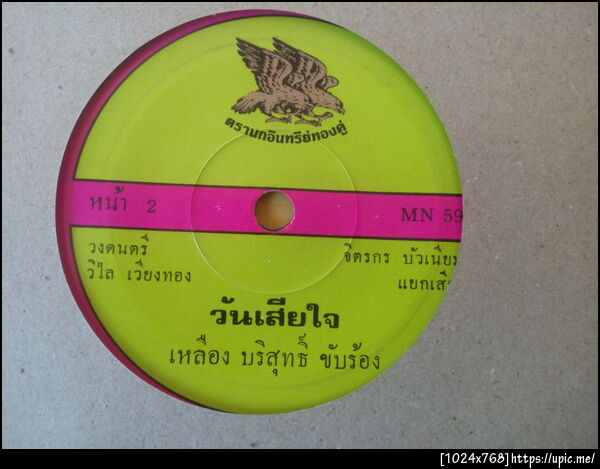 ตรานกอินทรีย์ทองคู่
หน้า 2
MN 59
วงดนตรี
วิไล เวียงทอง
จิตรกร บัวเนียม
แยกเสี
วันเสียใจ
เหลือง บริสุทธิ์ ขับร้อง
[1024x768]https://upic.me/